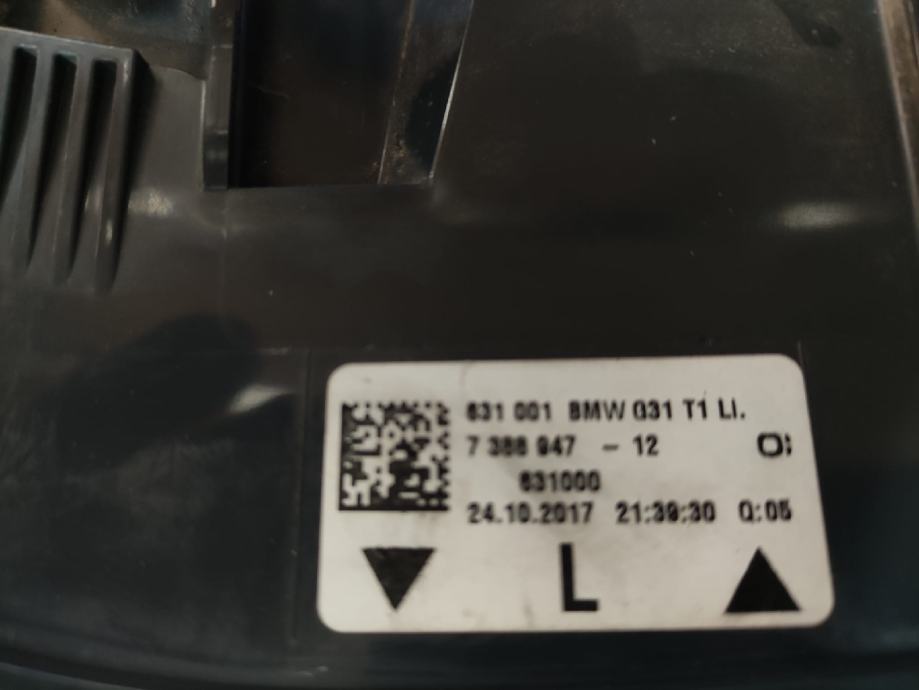 631 001 BMW G31 T1 LI.
7 388 947 - 12
631000
24.10.2017 21:39:30 Q:05
L